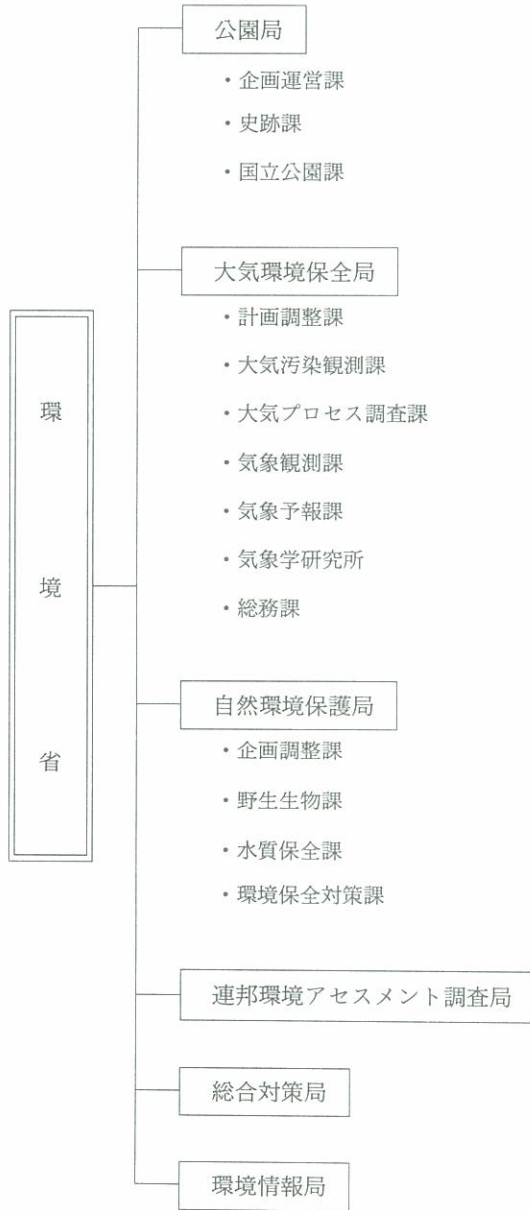 環境省
公園局
・企画運営課
・史跡課
・国立公園課
大気環境保全局
・計画調整課
・大気汚染観測課
・大気プロセス調査課
・気象観測課
・気象予報課
・気象学研究所
・総務課
自然環境保護局
・企画調整課
・野生生物課
・水質保全課
・環境保全対策課
連邦環境アセスメント調査局
総合対策局
環境情報局